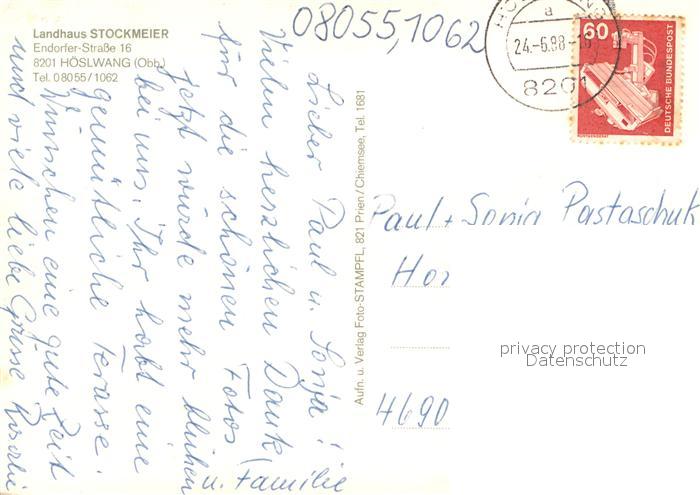 Landhaus STOCKMEIER
Endorfer-Straße 16
8201 HÖSLWANG (Obb.)
Tel. 08055/1062
08055,1062
24.-6.88-16
a
8201
60
DEUTSCHE BUNDESPOST
Lieber Paul u. Sonja!
Vielen herzlichen Dank
für die schönen Fotos
jetzt würde mehr blühen
bei uns. Ihr habt eine
gemütliche Terasse.
Wünschen eine gute Zeit
und viele liebe Grüsse Rosalie
u. Familie
Aufn. u. Verlag Foto-STAMPFL, 821 Prien/Chiemsee, Tel. 1681
Paul + Sonja Pastaschuk
Hor
4690
privacy protection
Datenschutz